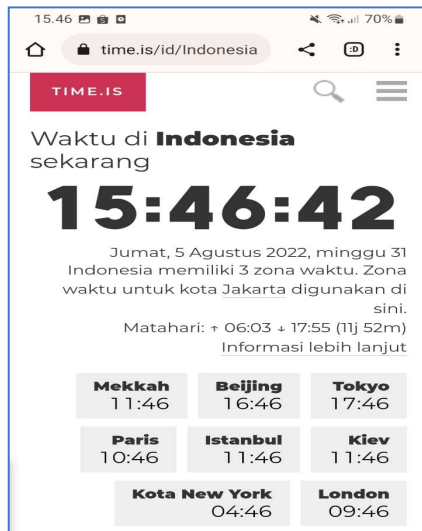 15.46 70%
time.is/id/Indonesia :D
TIME.IS
Waktu di Indonesia
sekarang
15:46:42
Jumat, 5 Agustus 2022, minggu 31
Indonesia memiliki 3 zona waktu. Zona
waktu untuk kota Jakarta digunakan di
sini.
Matahari: ↑ 06:03 ↓ 17:55 (11j 52m)
Informasi lebih lanjut
Mekkah Beijing Tokyo
11:46 16:46 17:46
Paris Istanbul Kiev
10:46 11:46 11:46
Kota New York London
04:46 09:46